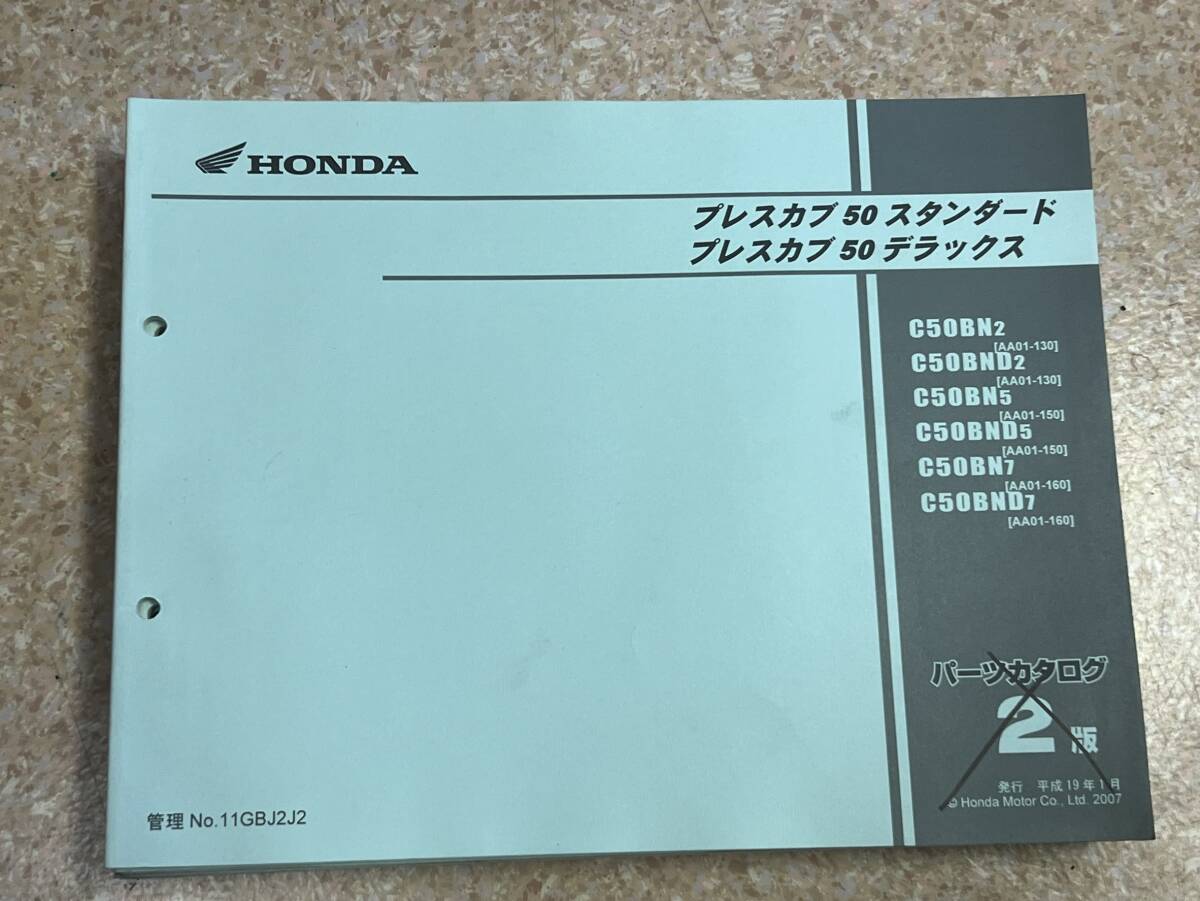 HONDA
プレスカブ 50 スタンダード
プレスカブ 50 デラックス
C50BN2
[AA01-130]
C50BND2
[AA01-130]
C50BN5
[AA01-150]
C50BND5
[AA01-150]
C50BN7
[AA01-160]
C50BND7
[AA01-160]
パーツカタログ
2版
発行 平成19年1月
© Honda Motor Co., Ltd. 2007
管理 No.11GBJ2J2